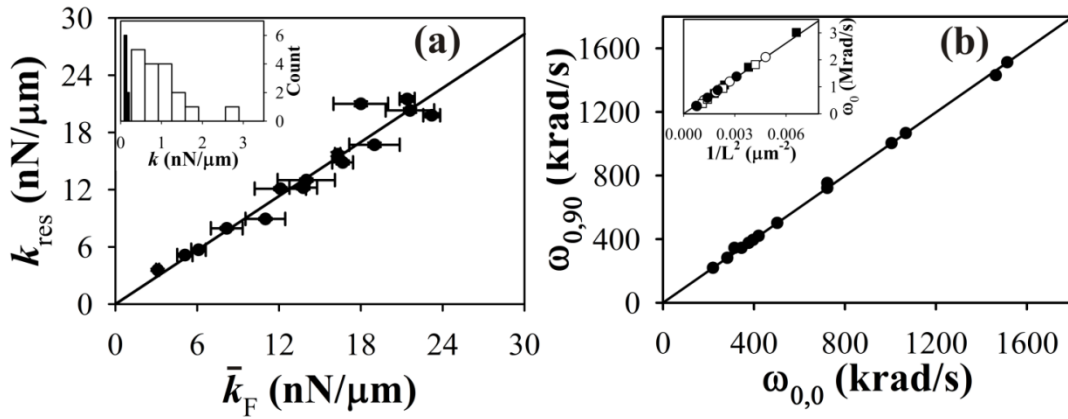 (a)
30
24
18
12
6
0
k_res (nN/μm)
0 6 12 18 24 30
k̄_F (nN/μm)
6
4
2
0
Count
0 1 2 3
k (nN/μm)
(b)
1600
1200
800
400
0
ω_0,90 (krad/s)
0 400 800 1200 1600
ω_0,0 (krad/s)
3
2
1
0
ω_0 (Mrad/s)
0.000 0.003 0.006
1/L² (μm⁻²)